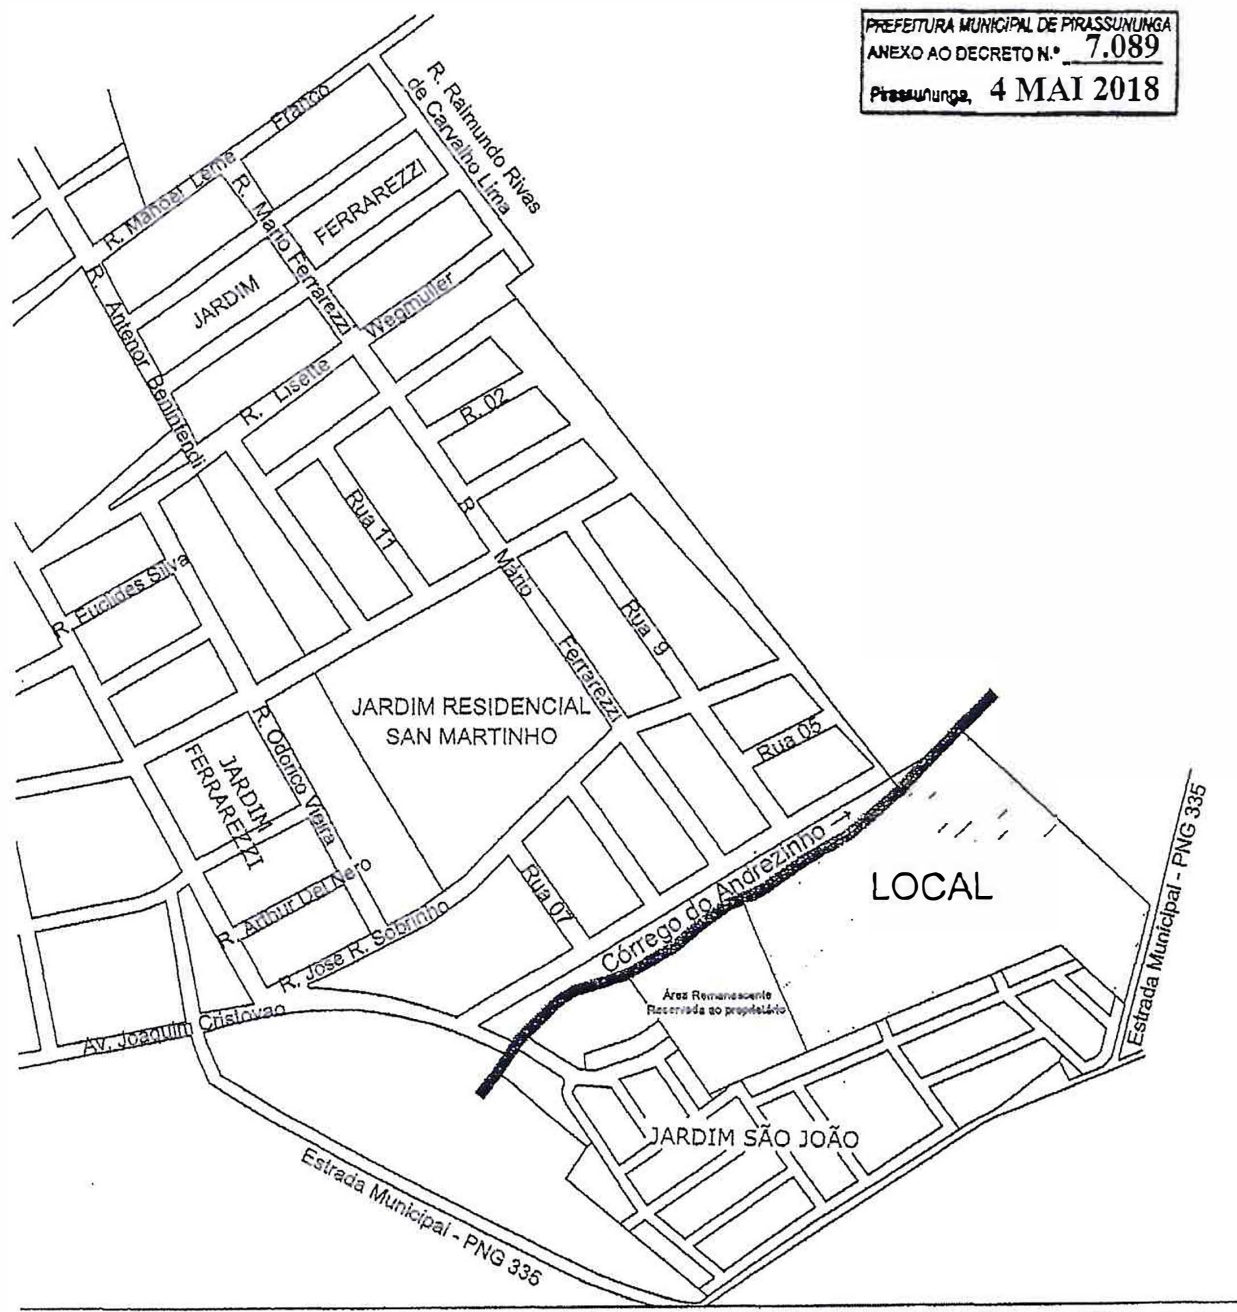 PREFEITURA MUNICIPAL DE PIRASSUNUNGA
ANEXO AO DECRETO N.º 7.089
Pirassununga, 4 MAI 2018
R. Raimundo Rivas
de Carvalho Lima
R. Manoel Leme Franco
R. Mario Ferrarezzi
JARDIM
FERRAREZZI
R. Antenor Benintendi
R. Lisette Wegmuller
R. 02
Rua 11
R. Mário Ferrarezzi
R. Euclides Silva
Rua 9
JARDIM RESIDENCIAL
SAN MARTINHO
R. Odorico Vieira
JARDIM
FERRAREZZI
Rua 05
R. Arthur Del Nero
Rua 07
R. José R. Sobrinho
Córrego do Andrezinho →
LOCAL
Estrada Municipal - PNG 335
Área Remanescente
Reservada ao proprietário
Av. Joaquim Cristovao
JARDIM SÃO JOÃO
Estrada Municipal - PNG 335